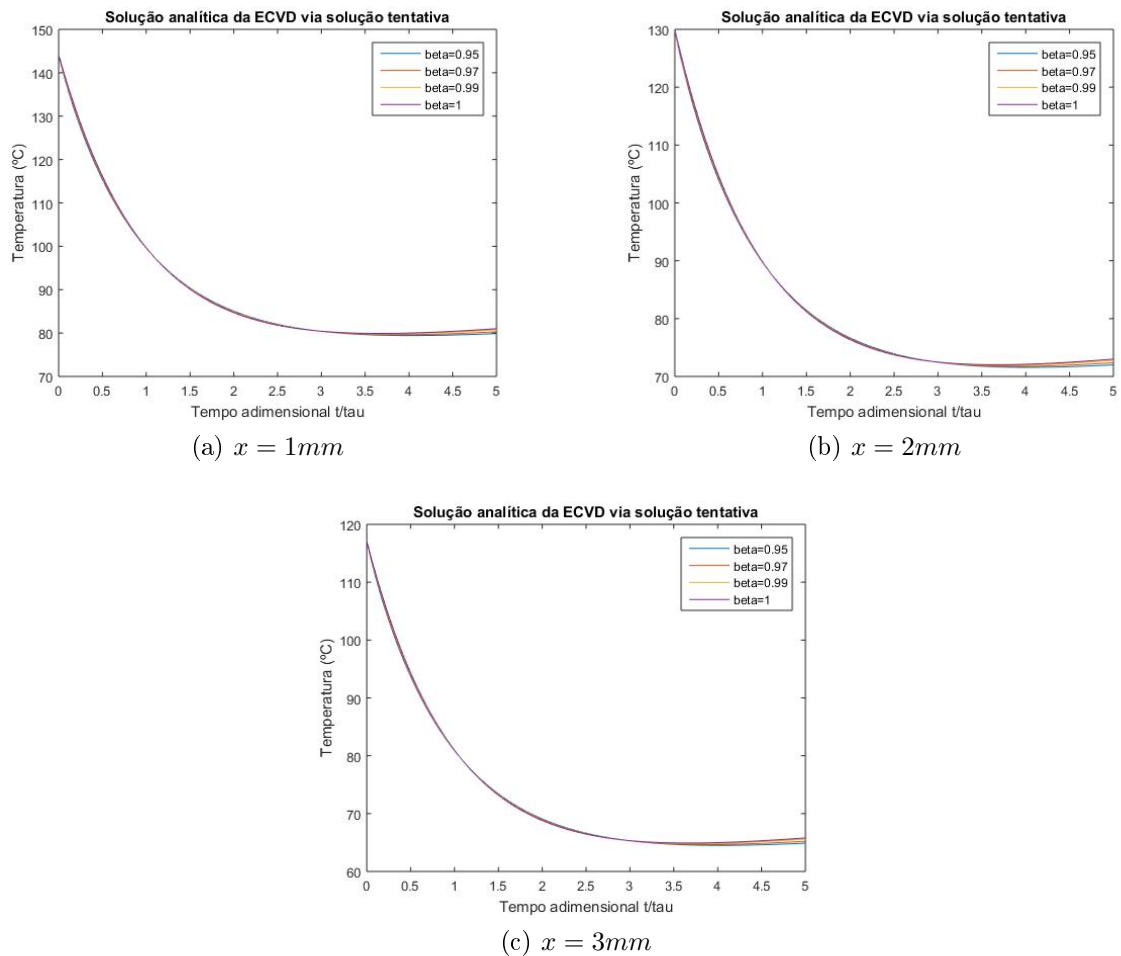 Solução analítica da ECVD via solução tentativa
150
140
130
120
110
100
90
80
70
Temperatura (ºC)
beta=0.95
beta=0.97
beta=0.99
beta=1
0 0.5 1 1.5 2 2.5 3 3.5 4 4.5 5
Tempo adimensional t/tau
(a) x = 1mm
Solução analítica da ECVD via solução tentativa
130
120
110
100
90
80
70
Temperatura (ºC)
beta=0.95
beta=0.97
beta=0.99
beta=1
0 0.5 1 1.5 2 2.5 3 3.5 4 4.5 5
Tempo adimensional t/tau
(b) x = 2mm
Solução analítica da ECVD via solução tentativa
120
110
100
90
80
70
60
Temperatura (ºC)
beta=0.95
beta=0.97
beta=0.99
beta=1
0 0.5 1 1.5 2 2.5 3 3.5 4 4.5 5
Tempo adimensional t/tau
(c) x = 3mm